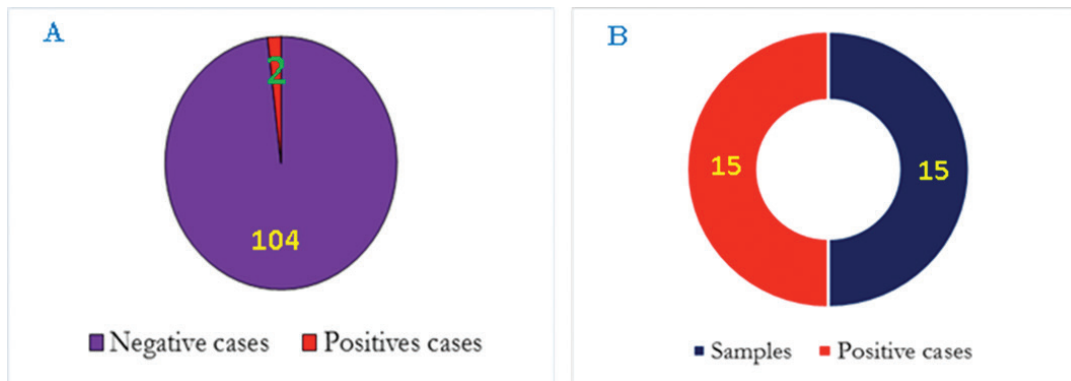 A
2
104
Negative cases Positives cases
B
15 15
Samples Positive cases